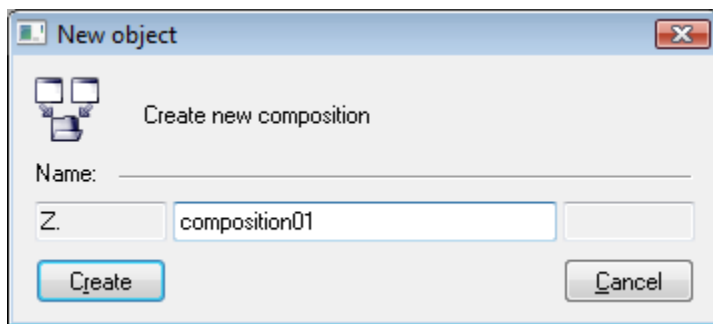 New object
Create new composition
Name:
Z. composition01
Create Cancel